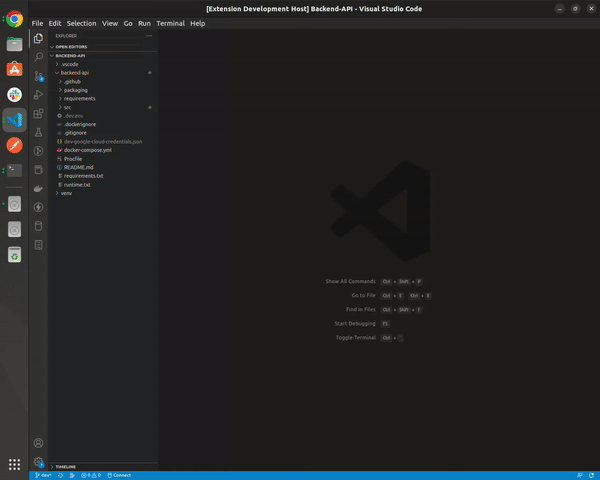 [Extension Development Host] Backend-API - Visual Studio Code
File Edit Selection View Go Run Terminal Help
EXPLORER
OPEN EDITORS
BACKEND-API
.vscode
backend-api
.github
packaging
requirements
src
.dev.env
.dockerignore
.gitignore
dev-google-cloud-credentials.json
docker-compose.yml
Procfile
README.md
requirements.txt
runtime.txt
venv
Show All Commands Ctrl + Shift + P
Go to File Ctrl + E Ctrl + E
Find in Files Ctrl + Shift + F
Start Debugging F5
Toggle Terminal Ctrl + `
TIMELINE
dev* 0 0 Connect